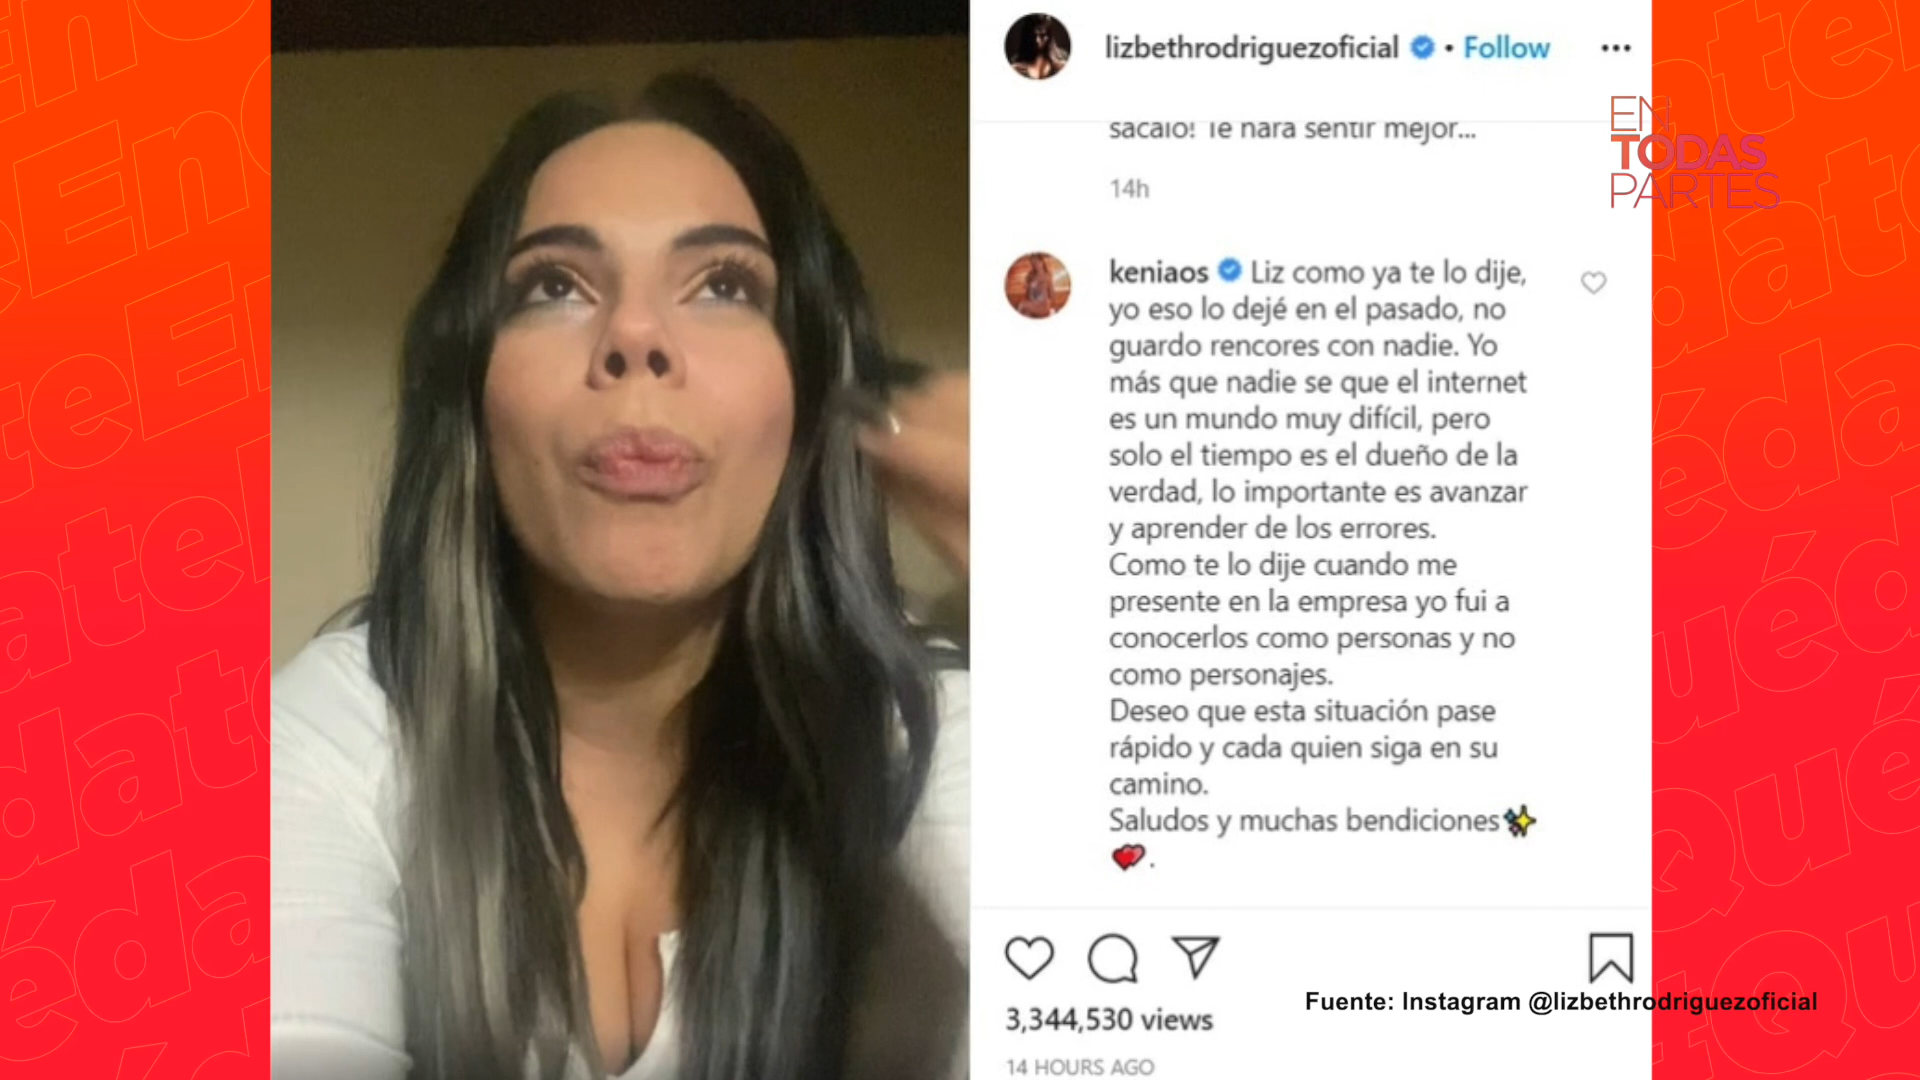 lizbethrodriguezoficial • Follow
EN
TODAS
PARTES
sácalo! Te hará sentir mejor...
14h
keniaos Liz como ya te lo dije,
yo eso lo dejé en el pasado, no
guardo rencores con nadie. Yo
más que nadie se que el internet
es un mundo muy difícil, pero
solo el tiempo es el dueño de la
verdad, lo importante es avanzar
y aprender de los errores.
Como te lo dije cuando me
presente en la empresa yo fui a
conocerlos como personas y no
como personajes.
Deseo que esta situación pase
rápido y cada quien siga en su
camino.
Saludos y muchas bendiciones✨
💕.
Fuente: Instagram @lizbethrodriguezoficial
3,344,530 views
14 HOURS AGO